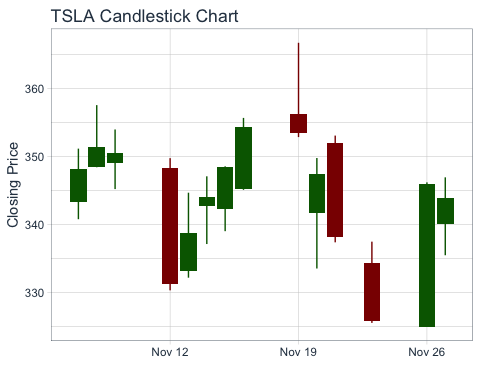 TSLA Candlestick Chart
Closing Price
360
350
340
330
Nov 12
Nov 19
Nov 26